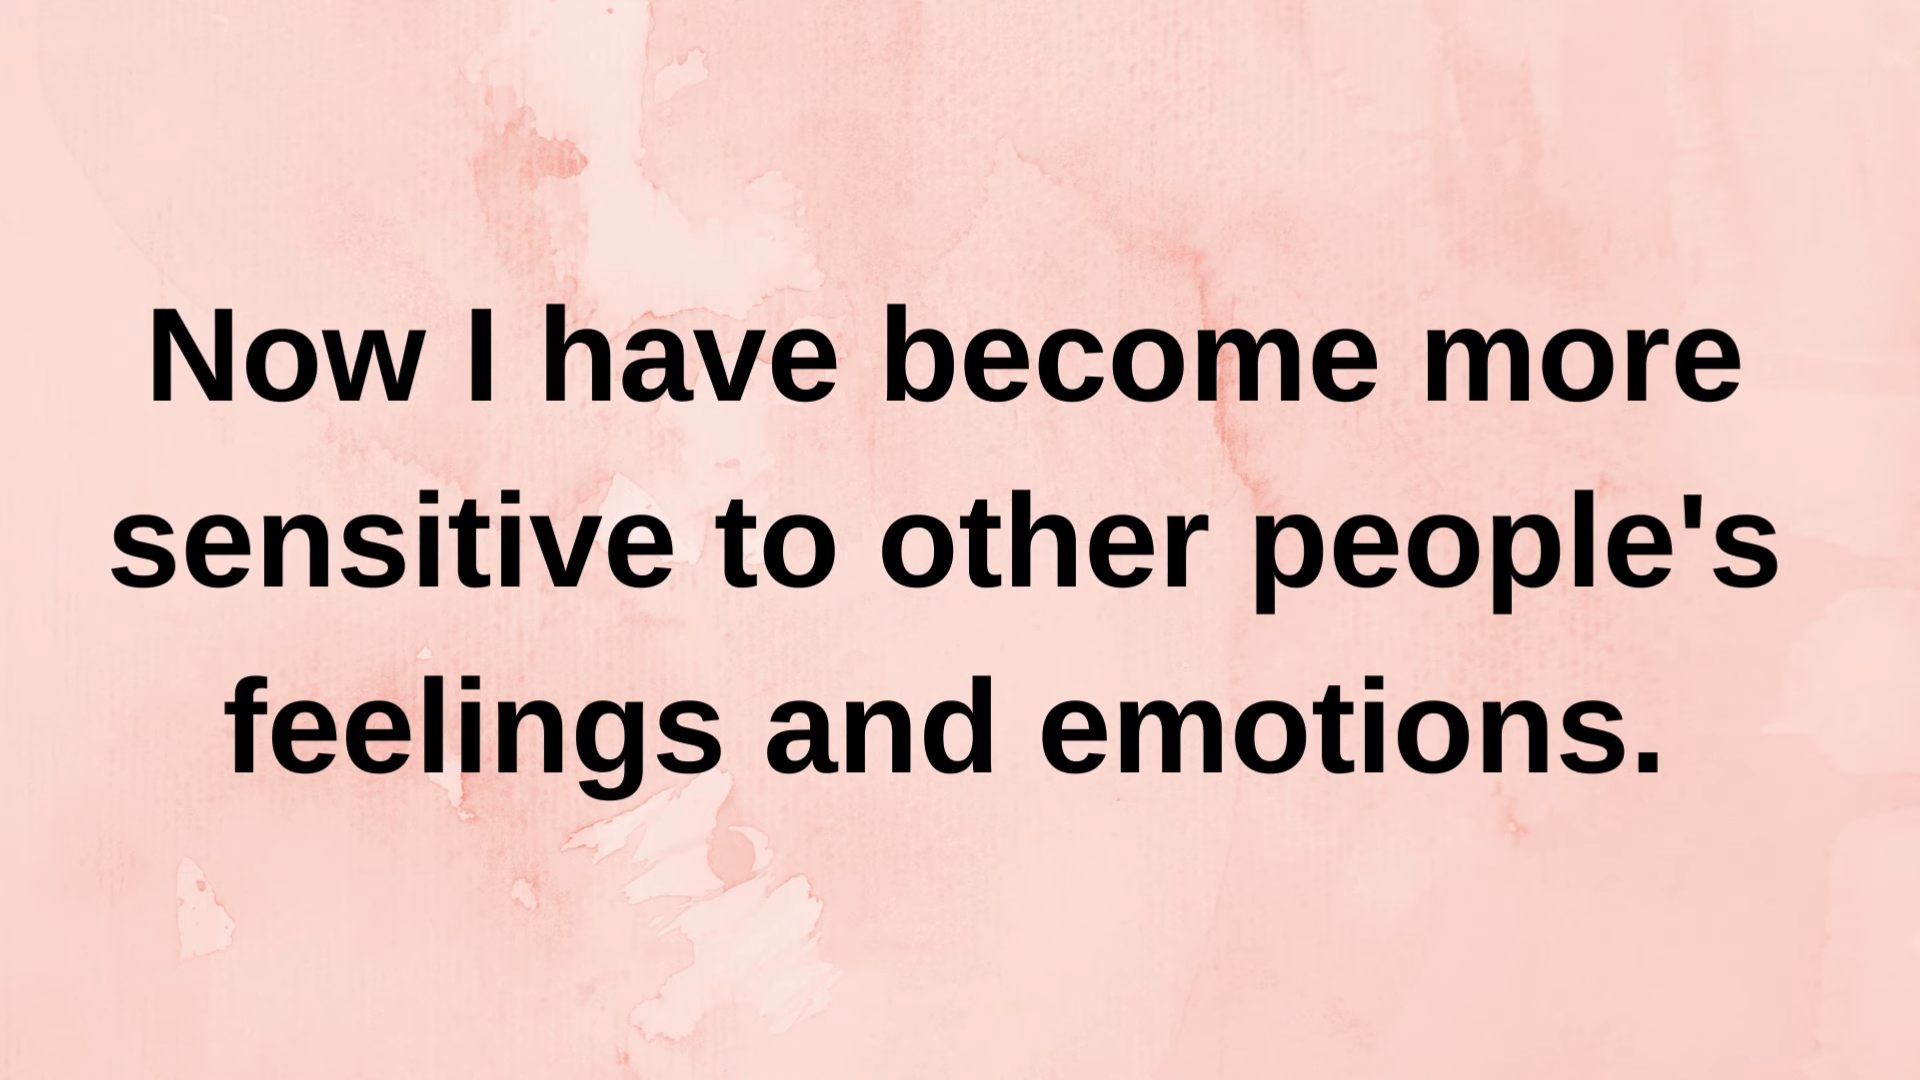 Now I have become more
sensitive to other people's
feelings and emotions.